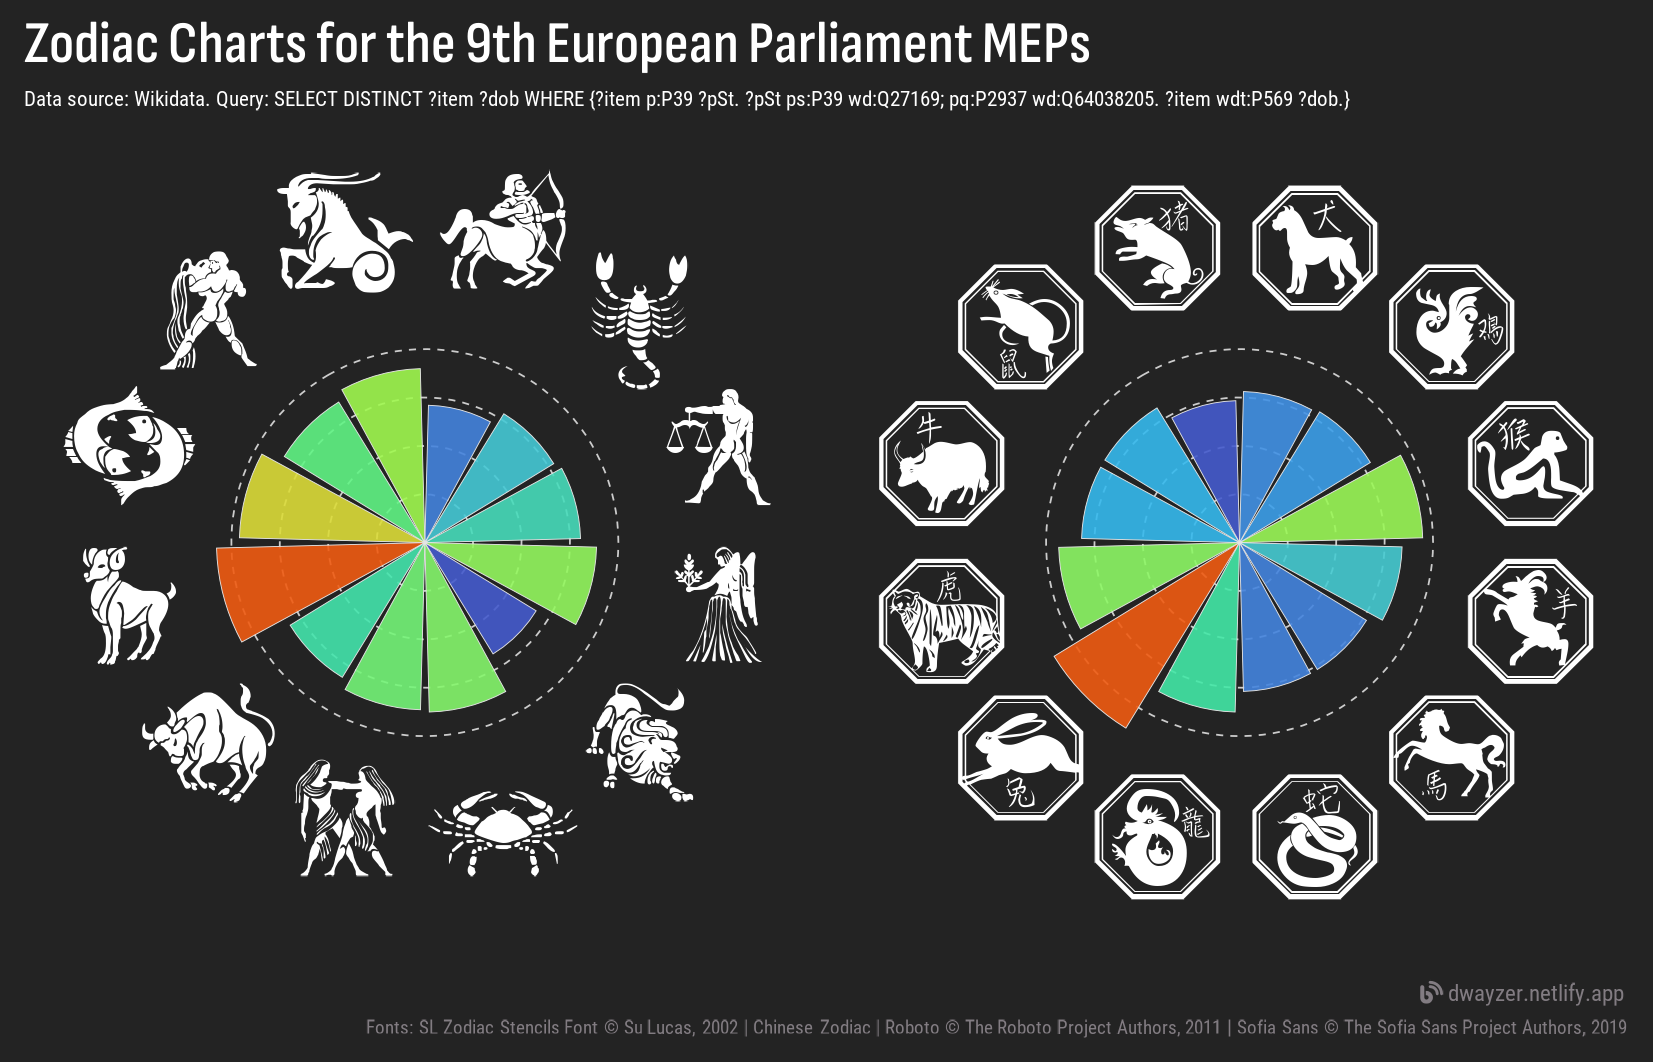 Zodiac Charts for the 9th European Parliament MEPs
Data source: Wikidata. Query: SELECT DISTINCT ?item ?dob WHERE {?item p:P39 ?pSt. ?pSt ps:P39 wd:Q27169; pq:P2937 wd:Q64038205. ?item wdt:P569 ?dob.}
猪
犬
鼠
鸡
牛
猴
虎
羊
兔
馬
龍
蛇
dwayzer.netlify.app
Fonts: SL Zodiac Stencils Font © Su Lucas, 2002 | Chinese Zodiac | Roboto © The Roboto Project Authors, 2011 | Sofia Sans © The Sofia Sans Project Authors, 2019